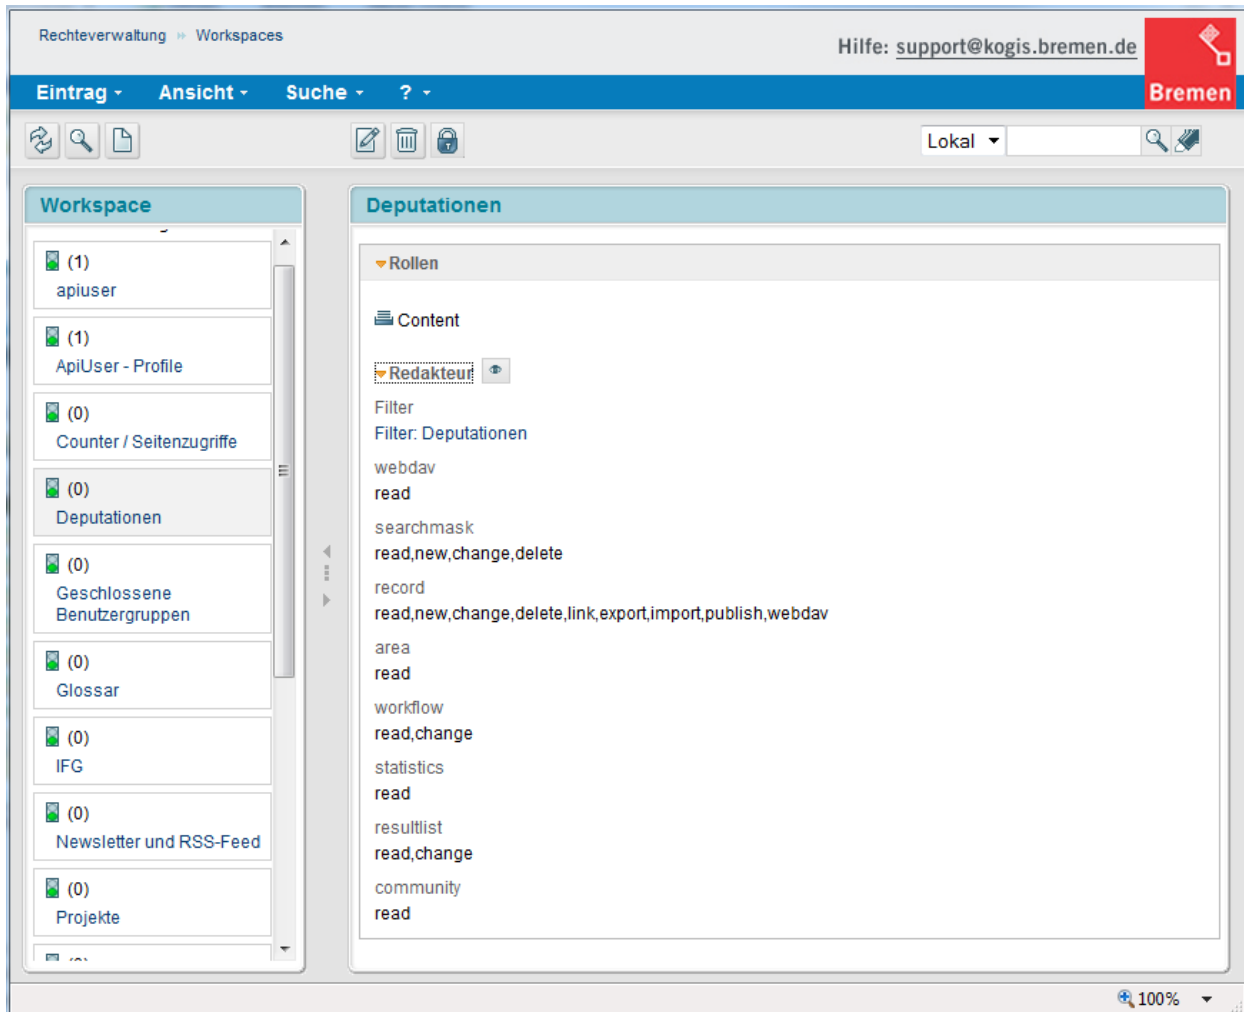 Rechteverwaltung » Workspaces
Hilfe: support@kogis.bremen.de
Bremen
Eintrag Ansicht Suche ?
Lokal
Workspace
(1)
apiuser
(1)
ApiUser - Profile
(0)
Counter / Seitenzugriffe
(0)
Deputationen
(0)
Geschlossene
Benutzergruppen
(0)
Glossar
(0)
IFG
(0)
Newsletter und RSS-Feed
(0)
Projekte
Deputationen
Rollen
Content
Redakteur
Filter
Filter: Deputationen
webdav
read
searchmask
read,new,change,delete
record
read,new,change,delete,link,export,import,publish,webdav
area
read
workflow
read,change
statistics
read
resultlist
read,change
community
read
100%